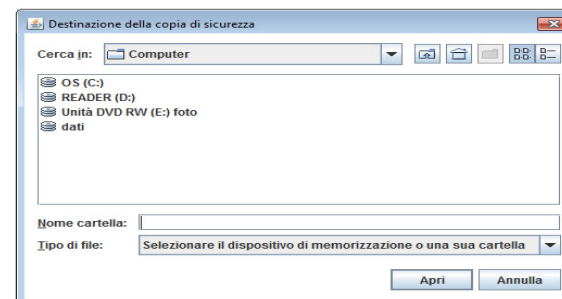 Destinazione della copia di sicurezza
Cerca in: Computer
OS (C:)
READER (D:)
Unità DVD RW (E:) foto
dati
Nome cartella:
Tipo di file: Selezionare il dispositivo di memorizzazione o una sua cartella
Apri Annulla